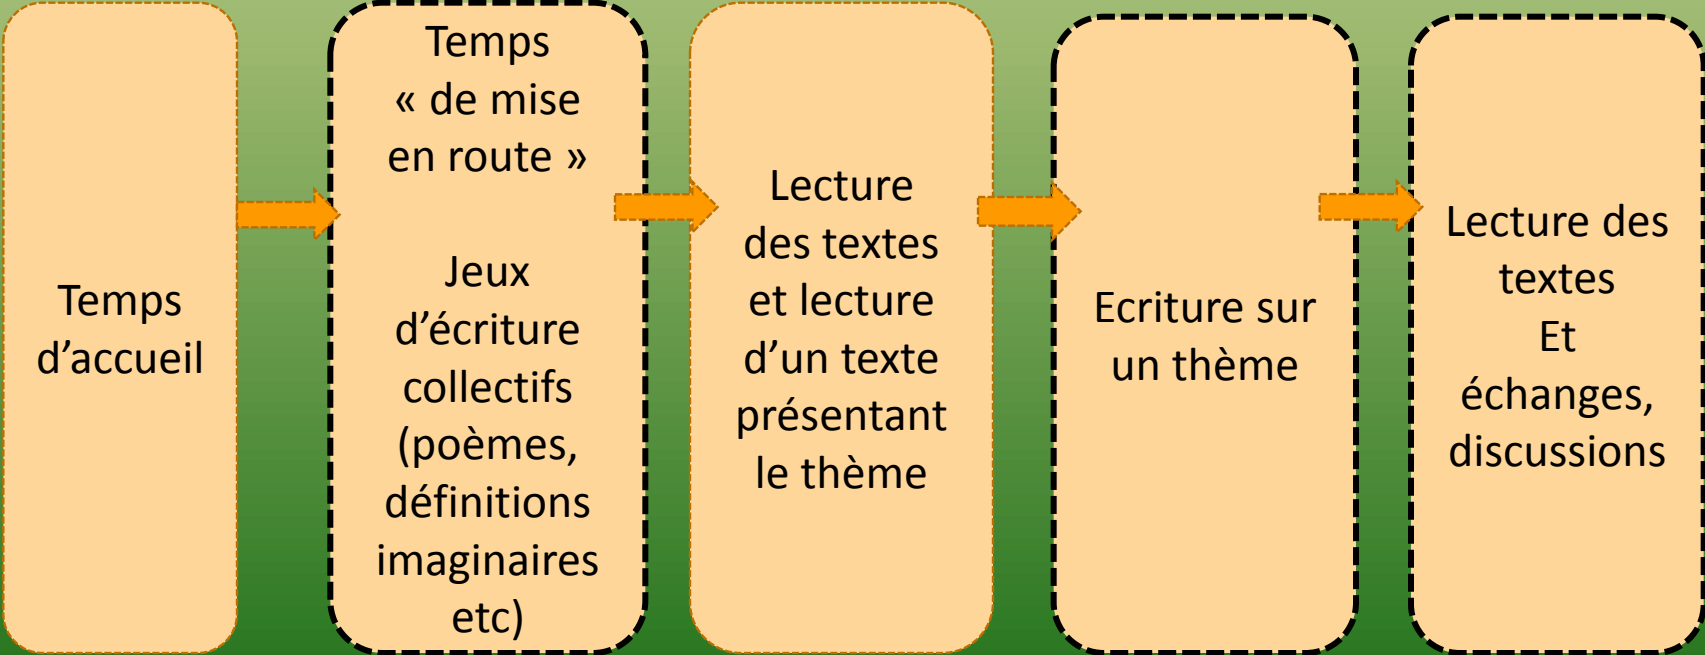 Temps
d’accueil
Temps
« de mise
en route »
Jeux
d’écriture
collectifs
(poèmes,
définitions
imaginaires
etc)
Lecture
des textes
et lecture
d’un texte
présentant
le thème
Ecriture sur
un thème
Lecture des
textes
Et
échanges,
discussions